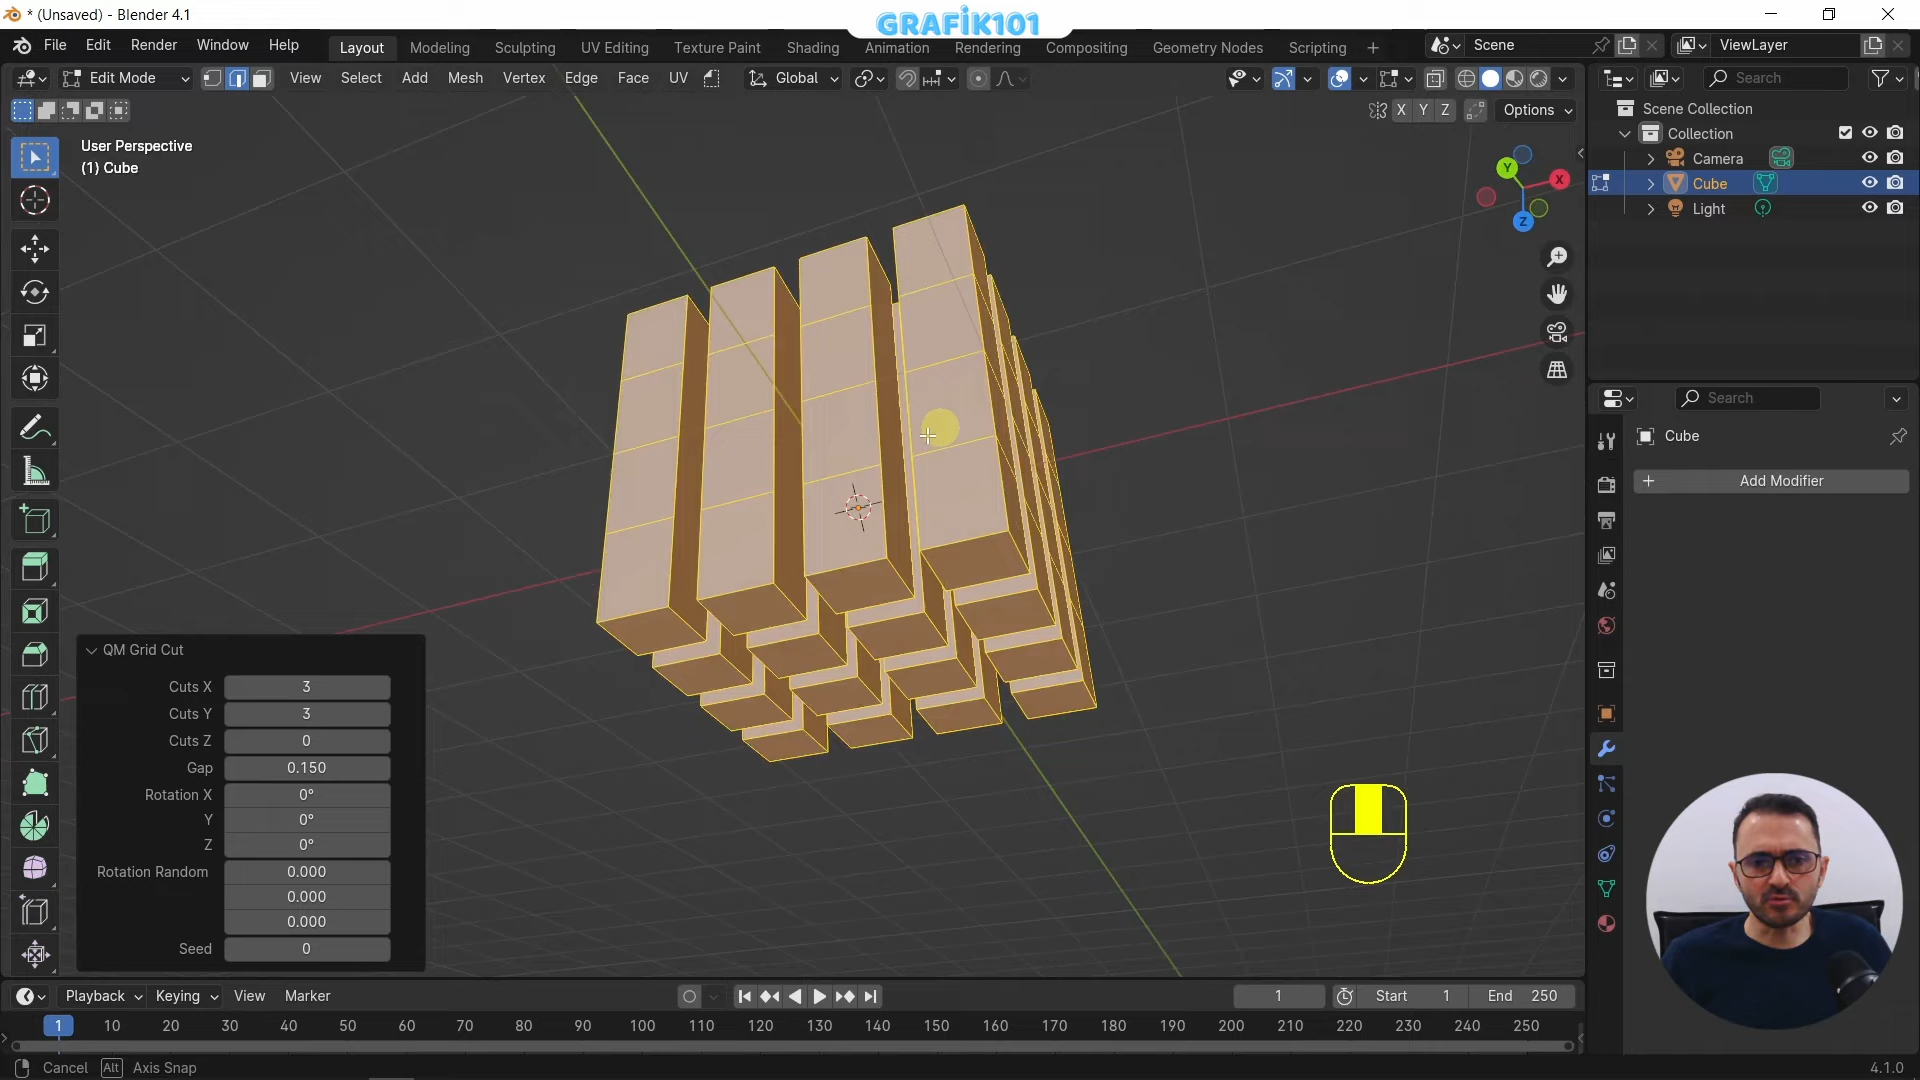 * (Unsaved) - Blender 4.1
GRAFİK101
File Edit Render Window Help
Layout Modeling Sculpting UV Editing Texture Paint Shading Animation Rendering Compositing Geometry Nodes Scripting +
Scene
ViewLayer
Edit Mode
View Select Add Mesh Vertex Edge Face UV
Global
X Y Z
Options
User Perspective
(1) Cube
Y
X
Z
Search
Scene Collection
Collection
Camera
Cube
Light
Search
Cube
+ Add Modifier
QM Grid Cut
Cuts X 3
Cuts Y 3
Cuts Z 0
Gap 0.150
Rotation X 0°
Y 0°
Z 0°
Rotation Random 0.000
0.000
0.000
Seed 0
Playback Keying View Marker
1
Start 1
End 250
1 10 20 30 40 50 60 70 80 90 100 110 120 130 140 150 160 170 180 190 200 210 220 230 240 250
Cancel Alt Axis Snap
4.1.0